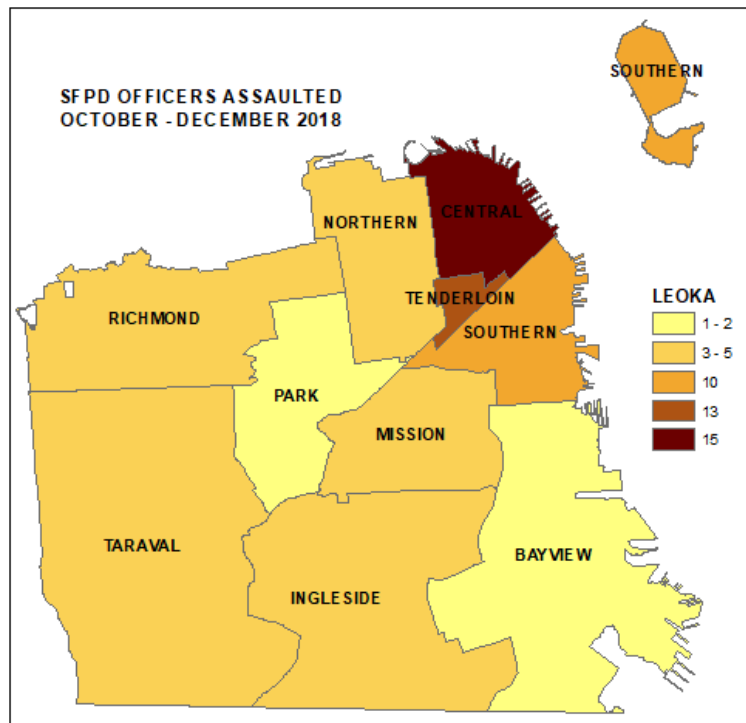 SOUTHERN
SFPD OFFICERS ASSAULTED
OCTOBER - DECEMBER 2018
CENTRAL
NORTHERN
LEOKA
TENDERLOIN
RICHMOND
SOUTHERN
1 - 2
3 - 5
10
13
15
PARK
MISSION
TARAVAL
BAYVIEW
INGLESIDE